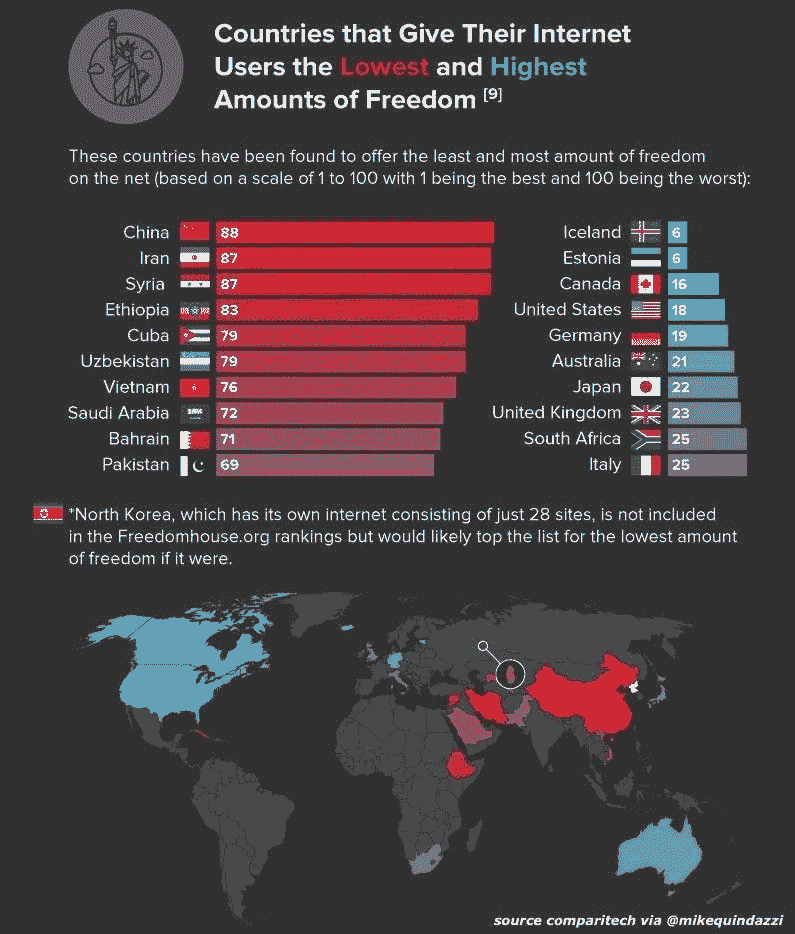 Countries that Give Their Internet
Users the Lowest and Highest
Amounts of Freedom [9]
These countries have been found to offer the least and most amount of freedom
on the net (based on a scale of 1 to 100 with 1 being the best and 100 being the worst):
China 88
Iran 87
Syria 87
Ethiopia 83
Cuba 79
Uzbekistan 79
Vietnam 76
Saudi Arabia 72
Bahrain 71
Pakistan 69
Iceland 6
Estonia 6
Canada 16
United States 18
Germany 19
Australia 21
Japan 22
United Kingdom 23
South Africa 25
Italy 25
*North Korea, which has its own internet consisting of just 28 sites, is not included
in the Freedomhouse.org rankings but would likely top the list for the lowest amount
of freedom if it were.
source comparitech via @mikequindazzi